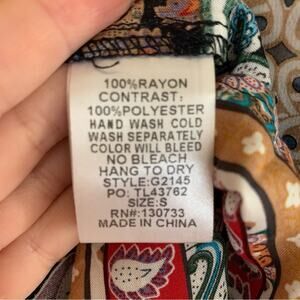 100%RAYON
CONTRAST:
100%POLYESTER
HAND WASH COLD
WASH SEPARATELY
COLOR WILL BLEED
NO BLEACH
HANG TO DRY
STYLE:G2145
PO: TL43762
SIZE:S
RN#:130733
MADE IN CHINA